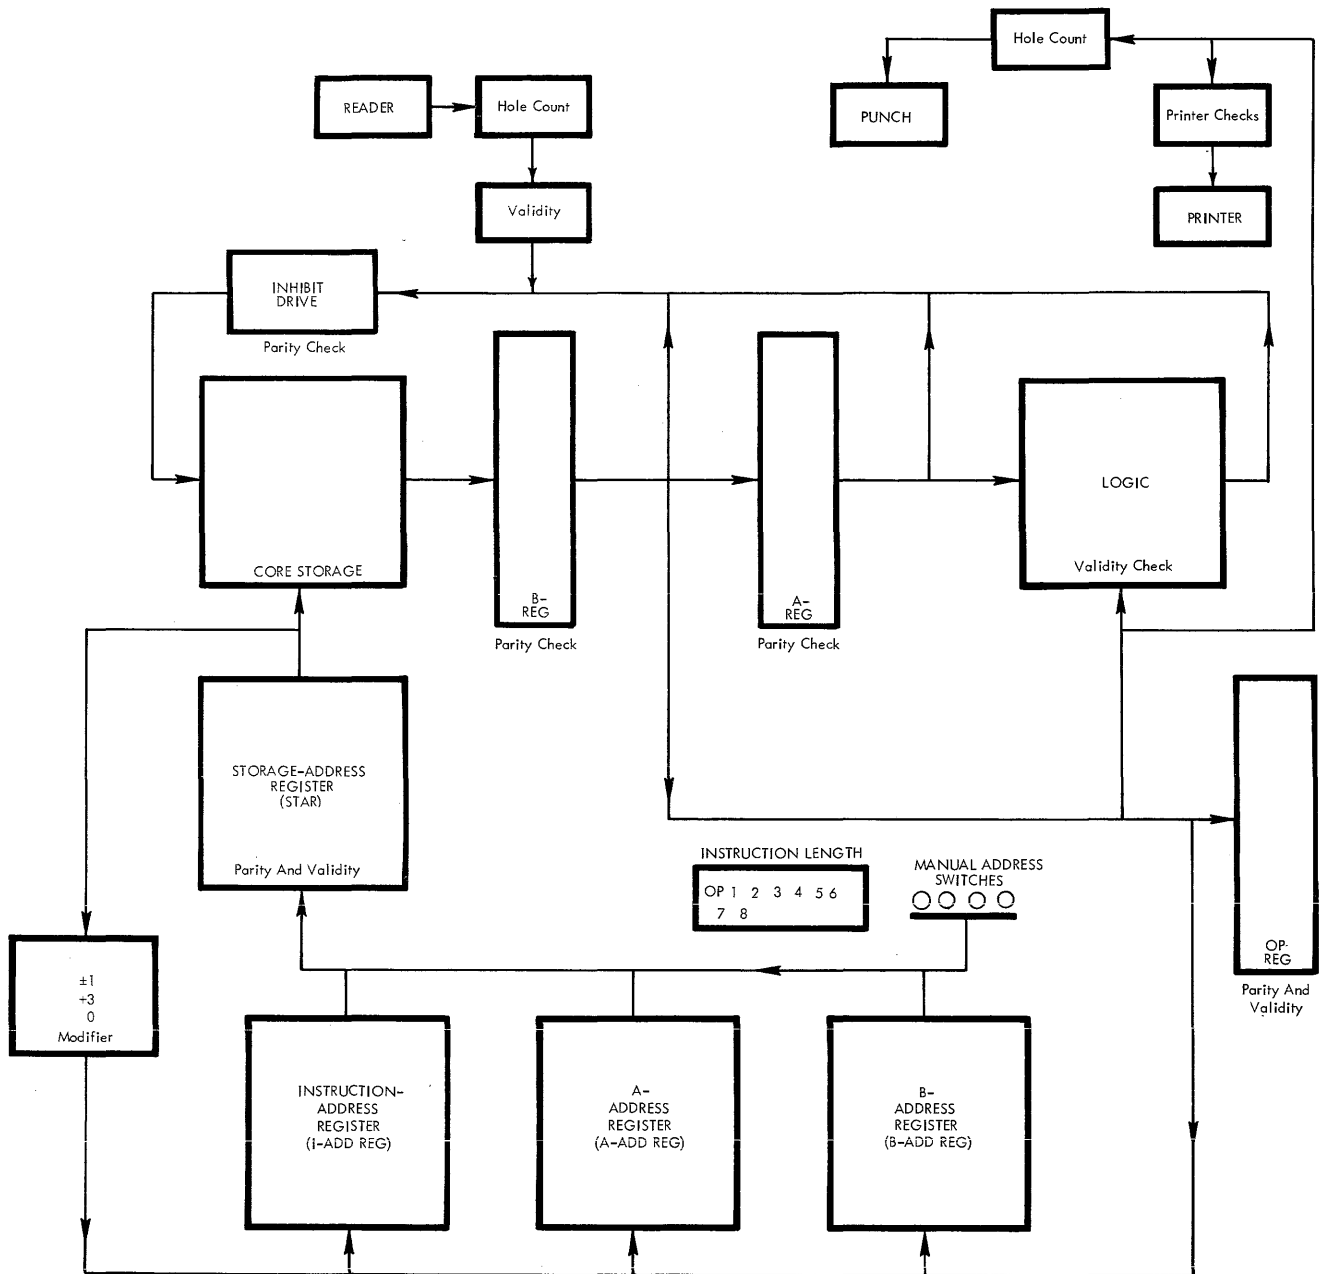 Hole Count
READER
Hole Count
PUNCH
Printer Checks
Validity
PRINTER
INHIBIT
DRIVE
Parity Check
LOGIC
CORE STORAGE
Validity Check
B-
REG
A-
REG
Parity Check
Parity Check
STORAGE-ADDRESS
REGISTER
(STAR)
Parity And Validity
INSTRUCTION LENGTH
OP 1 2 3 4 5 6
7 8
MANUAL ADDRESS
SWITCHES
OP-
REG
Parity And
Validity
±1
+3
0
Modifier
INSTRUCTION-
ADDRESS
REGISTER
(I-ADD REG)
A-
ADDRESS
REGISTER
(A-ADD REG)
B-
ADDRESS
REGISTER
(B-ADD REG)